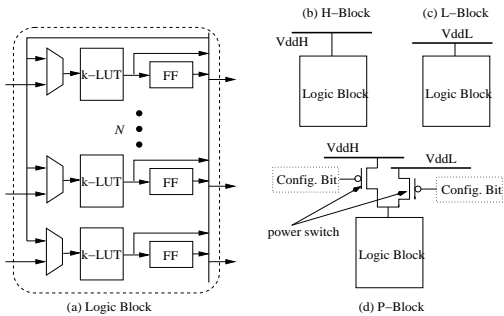 k−LUT
FF
N
k−LUT
FF
k−LUT
FF
(a) Logic Block
(b) H−Block
VddH
Logic Block
(c) L−Block
VddL
Logic Block
VddH
VddL
Config. Bit
Config. Bit
power switch
Logic Block
(d) P−Block